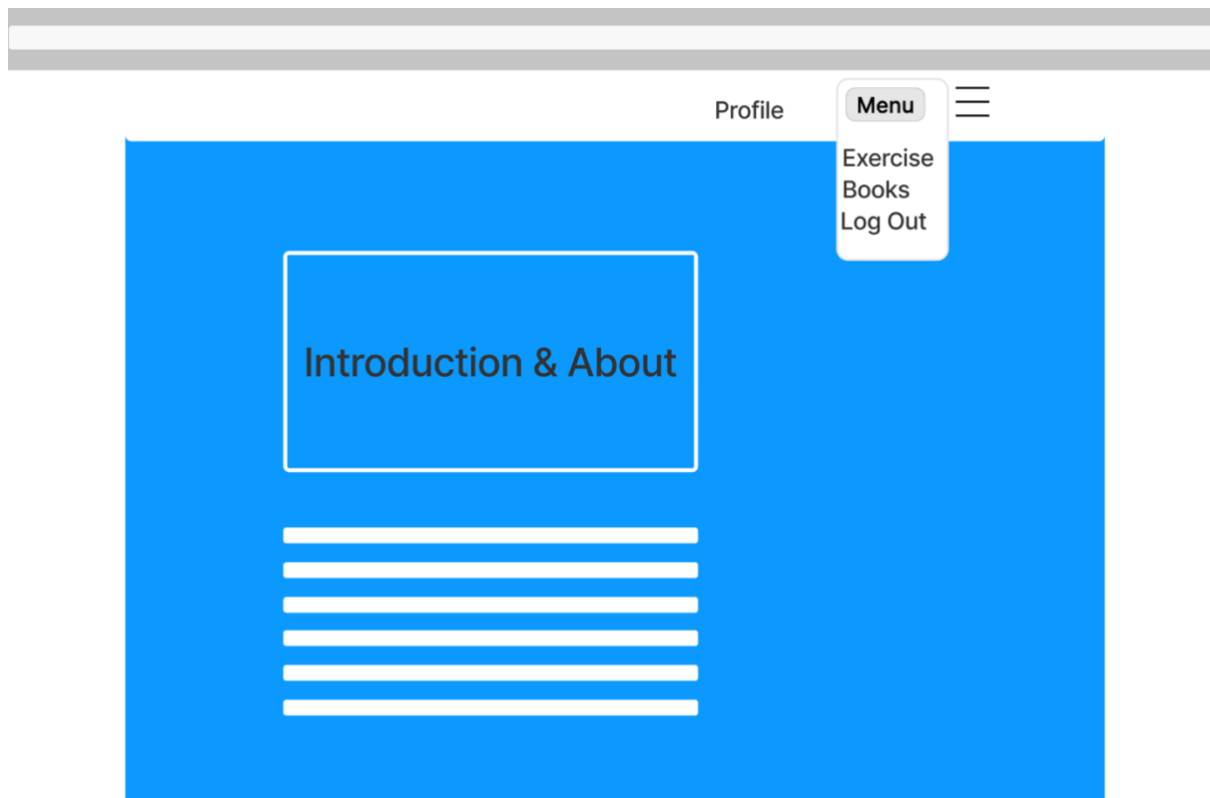 Profile
Menu
Exercise
Books
Log Out
Introduction & About